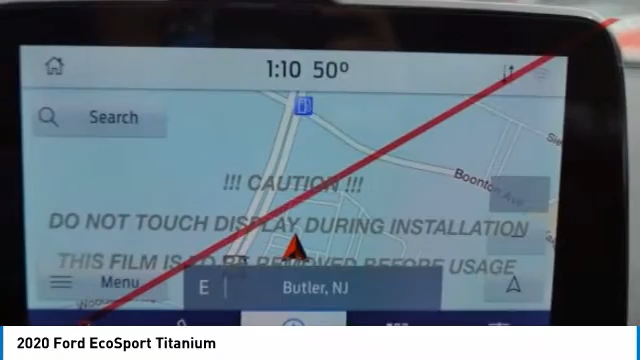 1:10 50°
Search
Boonton Ave
!!! CAUTION !!!
DO NOT TOUCH DISPLAY DURING INSTALLATION
THIS FILM IS TO BE REMOVED BEFORE USAGE
Menu
E
Butler, NJ
2020 Ford EcoSport Titanium